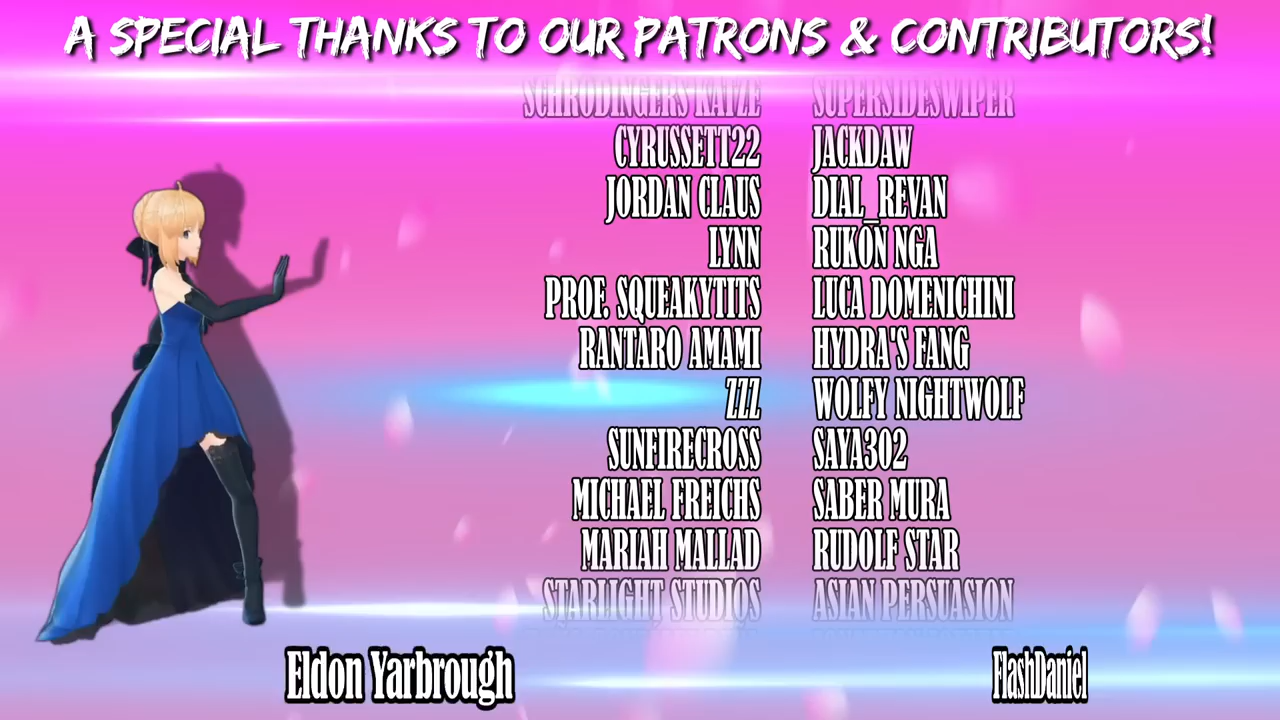 A SPECIAL THANKS TO OUR PATRONS & CONTRIBUTORS!
SCHRODINGERS KATZE SUPERSIDESWIPER
CYRUSSETT22 JACKDAW
JORDAN CLAUS DIAL_REVAN
LYNN RUKÓN NGA
PROF. SQUEAKYTITS LUCA DOMENICHINI
RANTARO AMAMI HYDRA'S FANG
ZZZ WOLFY NIGHTWOLF
SUNFIRECROSS SAYA302
MICHAEL FREICHS SABER MURA
MARIAH MALLAD RUDOLF STAR
STARLIGHT STUDIOS ASIAN PERSUASION
Eldon Yarbrough FlashDaniel